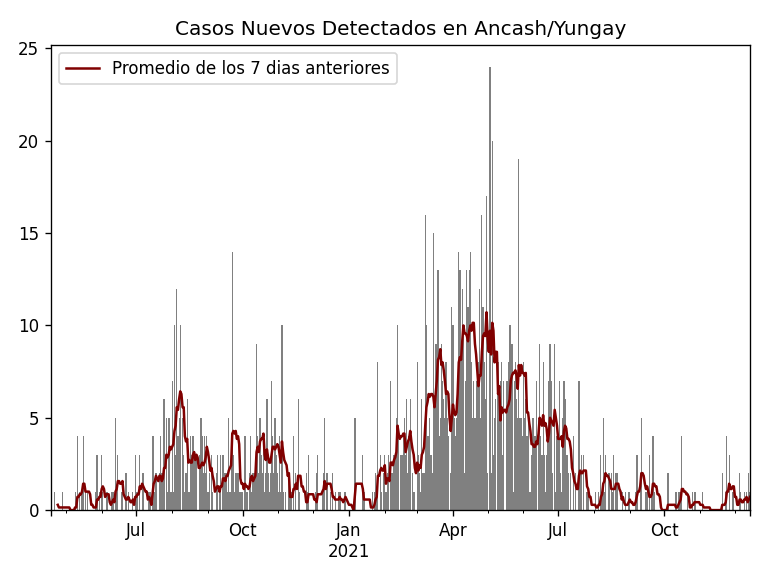 Casos Nuevos Detectados en Ancash/Yungay
Promedio de los 7 dias anteriores
25
20
15
10
5
0
Jul
Oct
Jan
2021
Apr
Jul
Oct